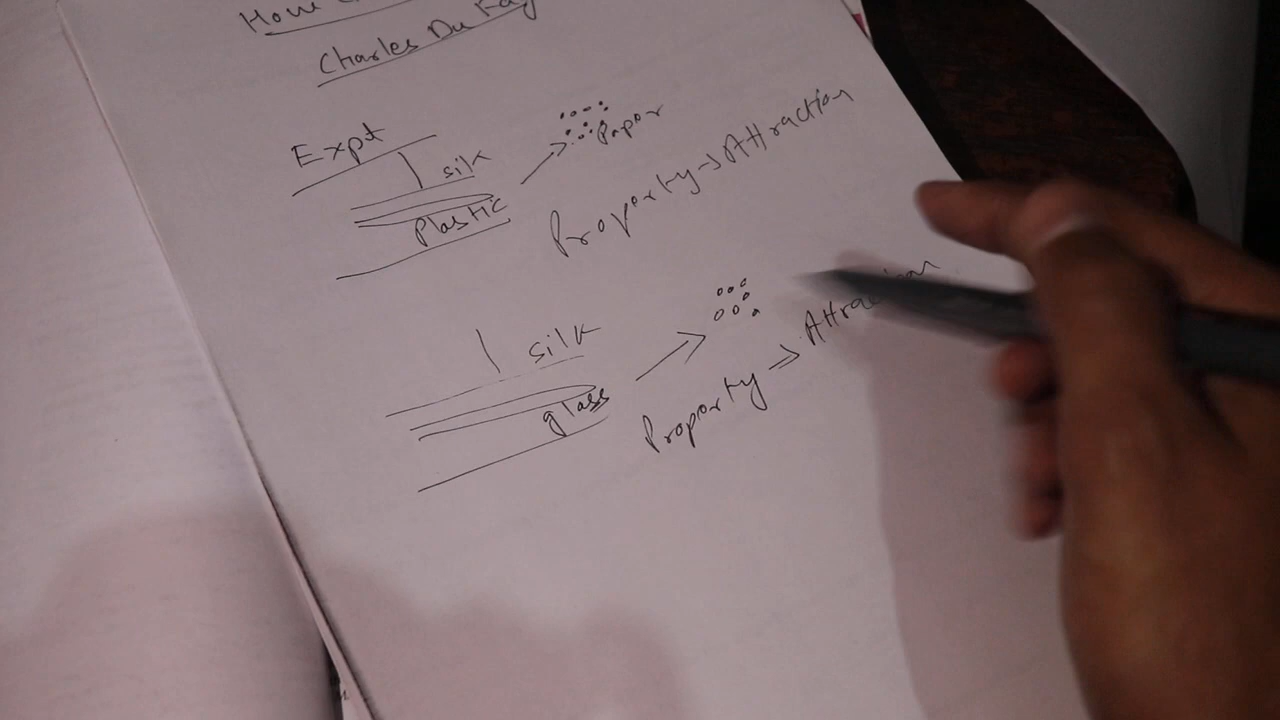 Charles Du Fay
Expt
silk
Paper
Plastic
Property → Attraction
silk
glass
Property → Attraction